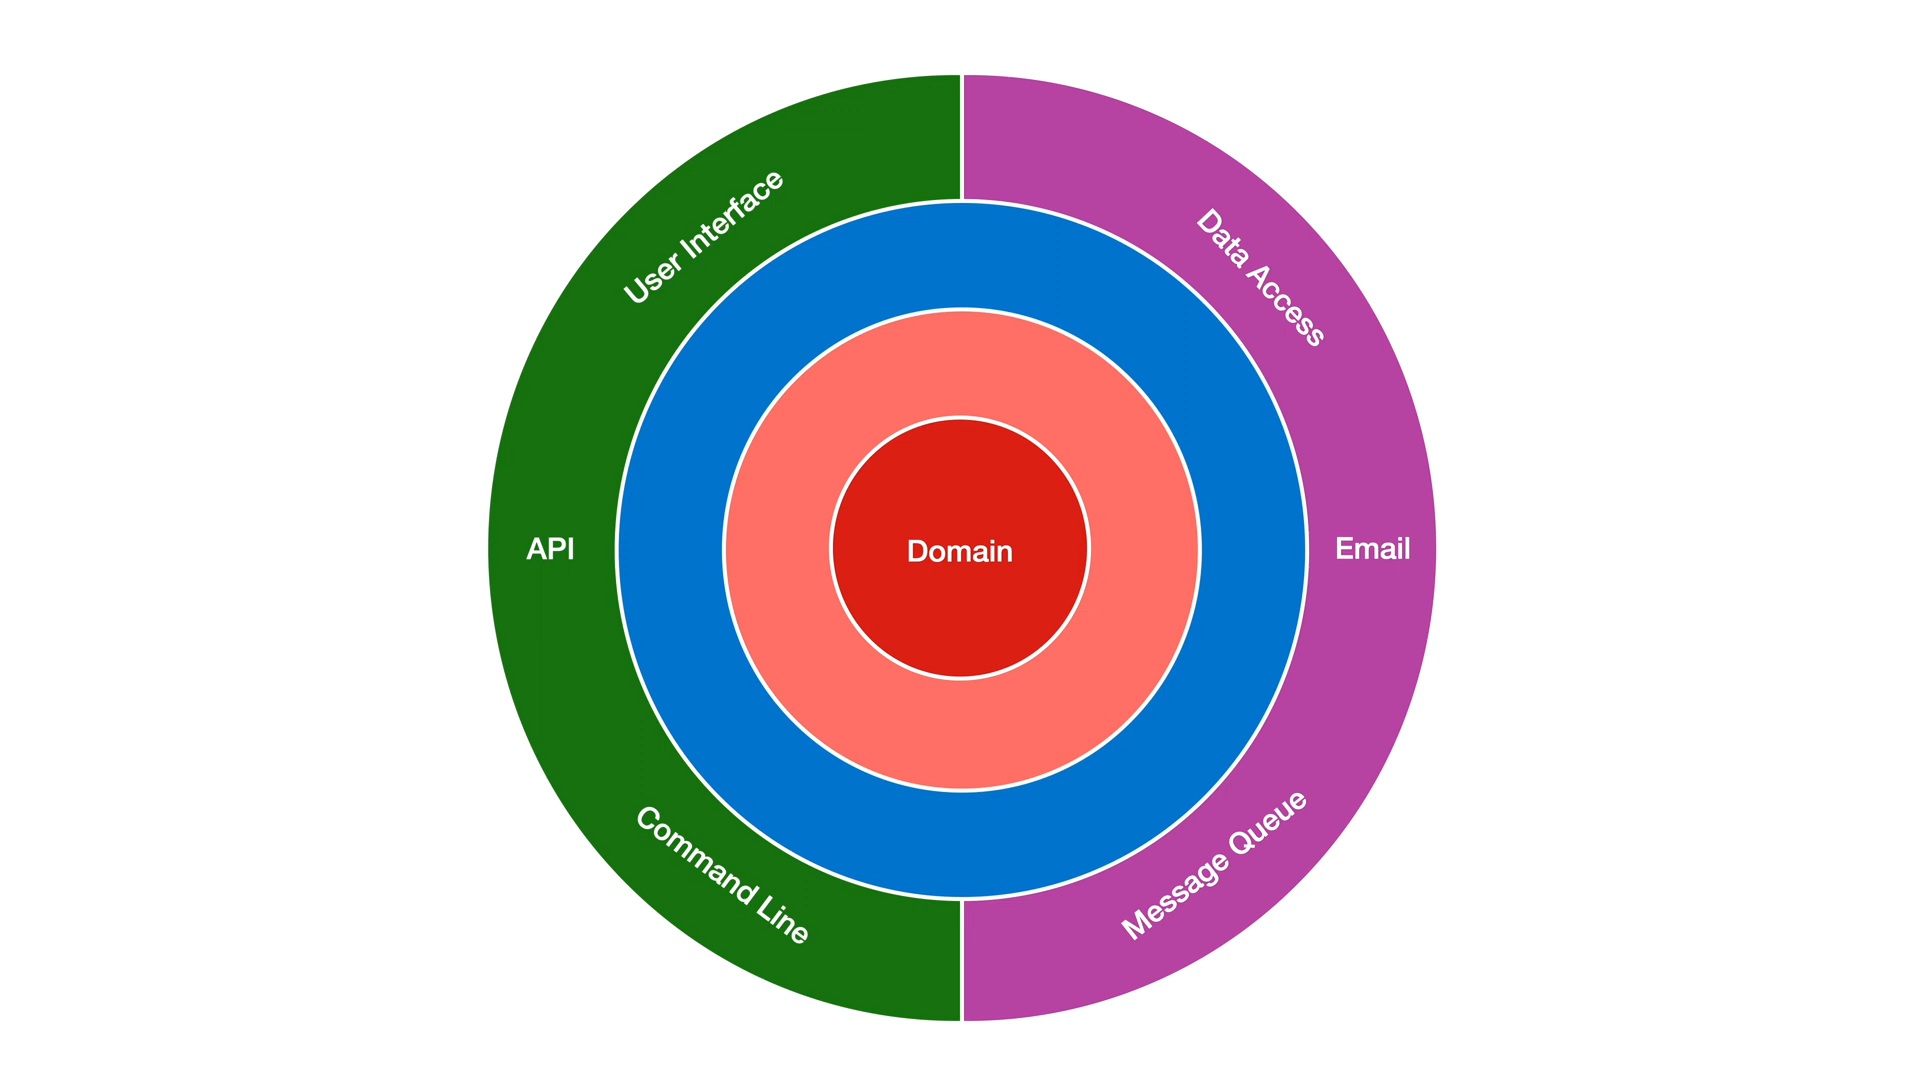 User Interface
Data Access
API
Domain
Email
Command Line
Message Queue